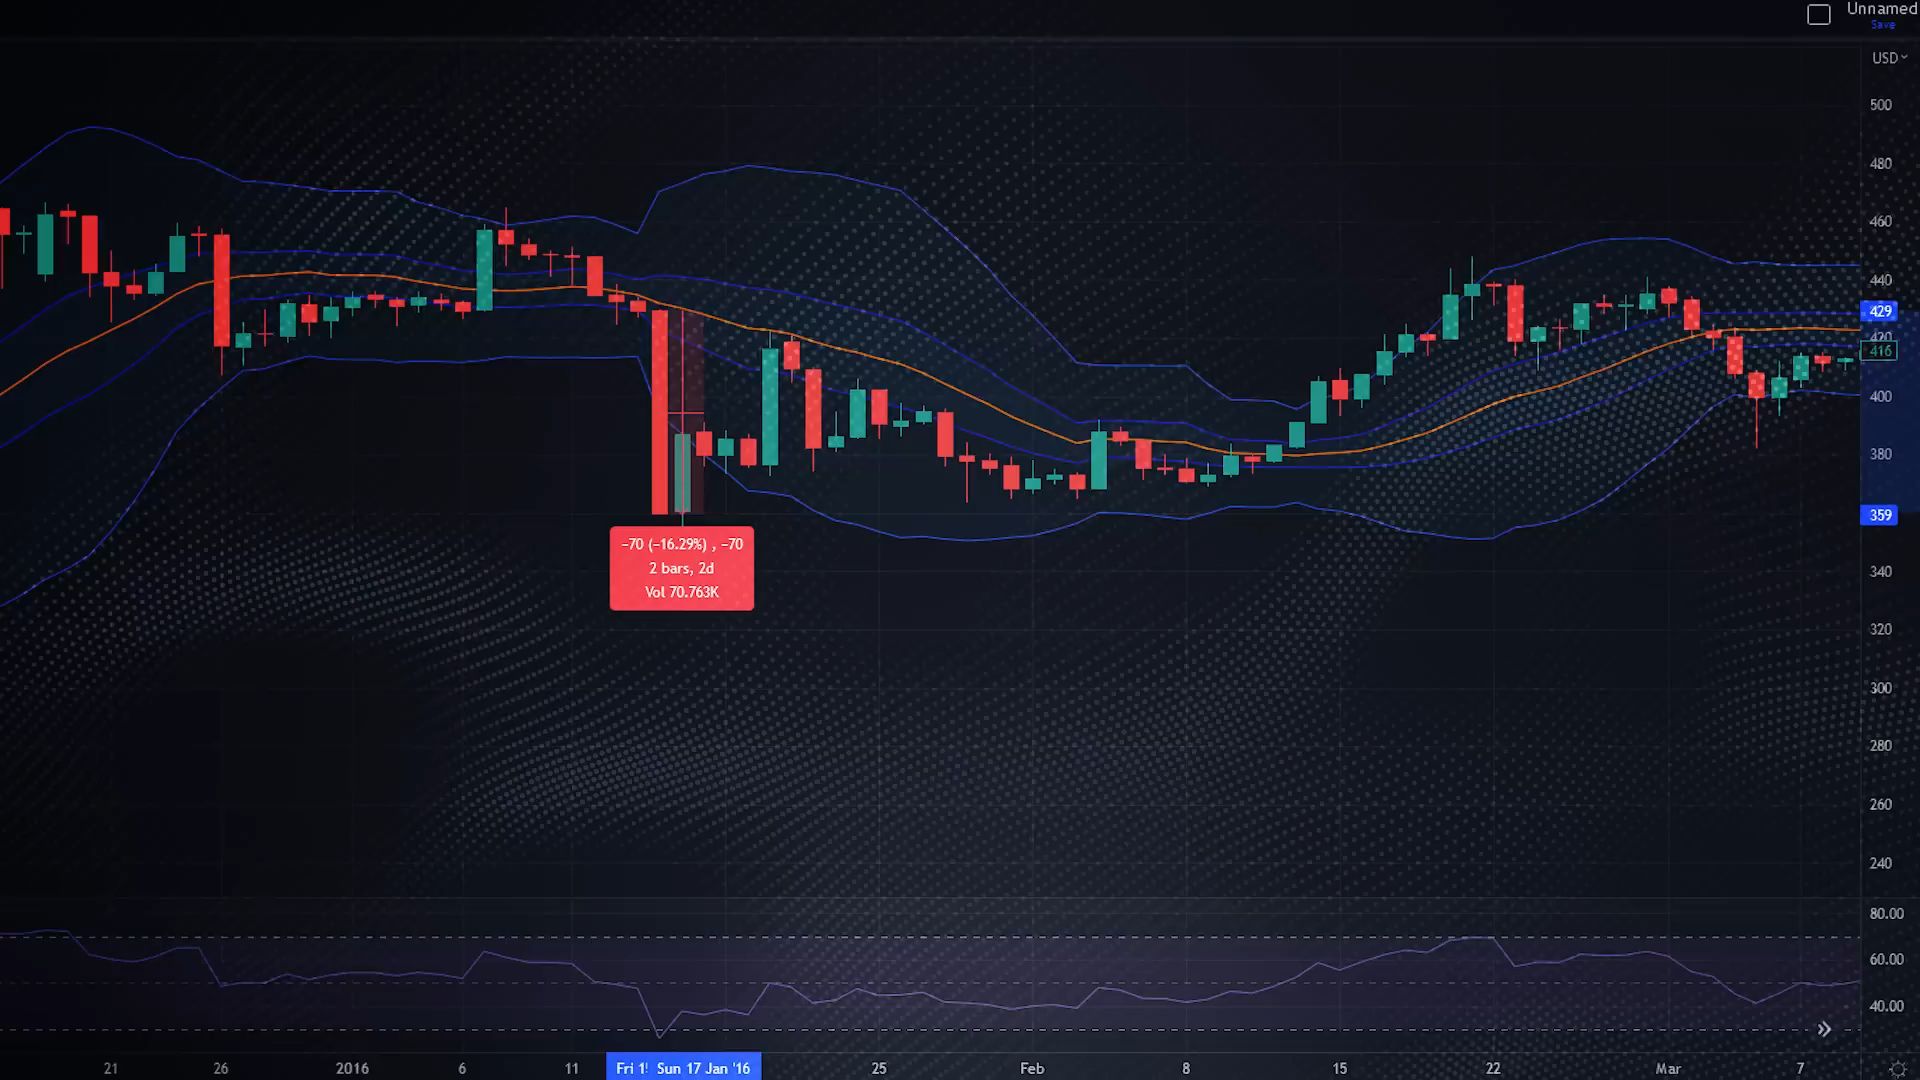 Unnamed
Save
USD
500
480
460
440
429
420
416
400
380
359
340
320
300
280
260
240
−70 (−16.29%) , −70
2 bars, 2d
Vol 70.763K
80.00
60.00
40.00
21 26 2016 6 11 Fri 1 Sun 17 Jan '16 25 Feb 8 15 22 Mar 7